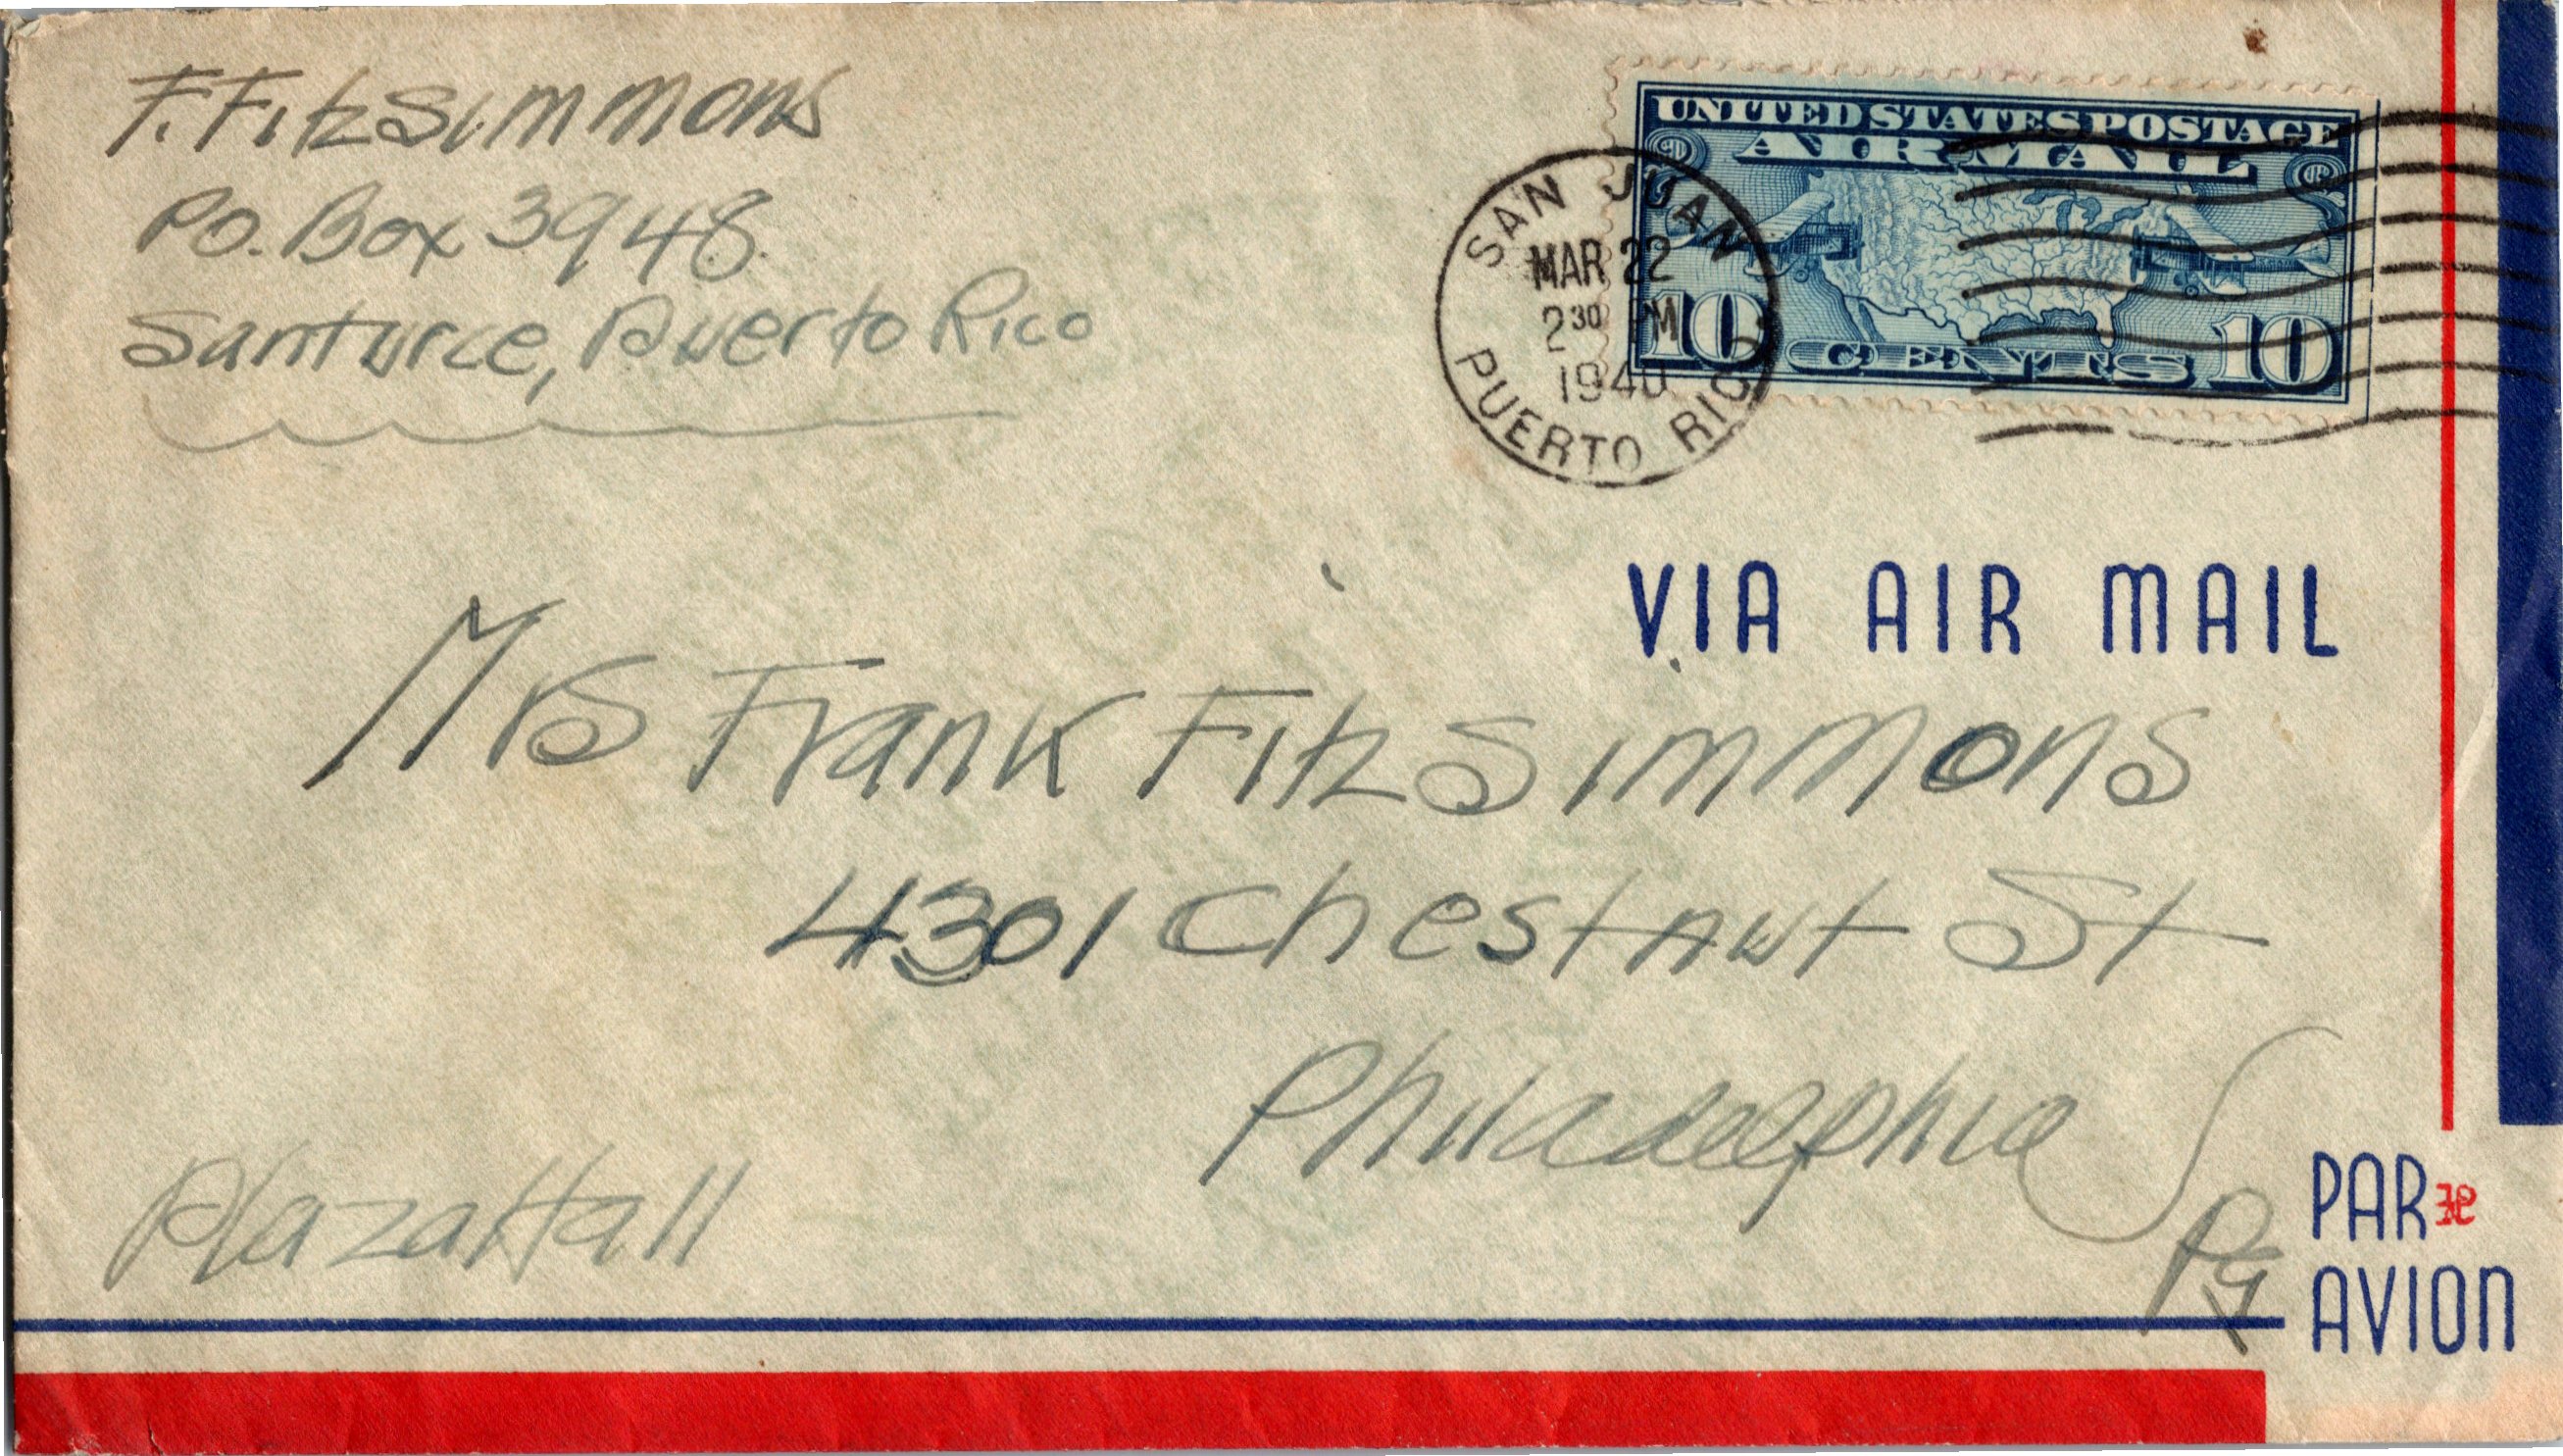 F. Fitzsimmons
P.O. Box 3948
Santurce, Puerto Rico
UNITED STATES POSTAGE
AIR MAIL
10 CENTS 10
SAN JUAN
MAR 22
2 30 PM
1940
PUERTO RICO
VIA AIR MAIL
Mrs Frank Fitzsimmons
4301 Chestnut St
Philadelphia
Pa
Plaza Hall
PAR
AVION